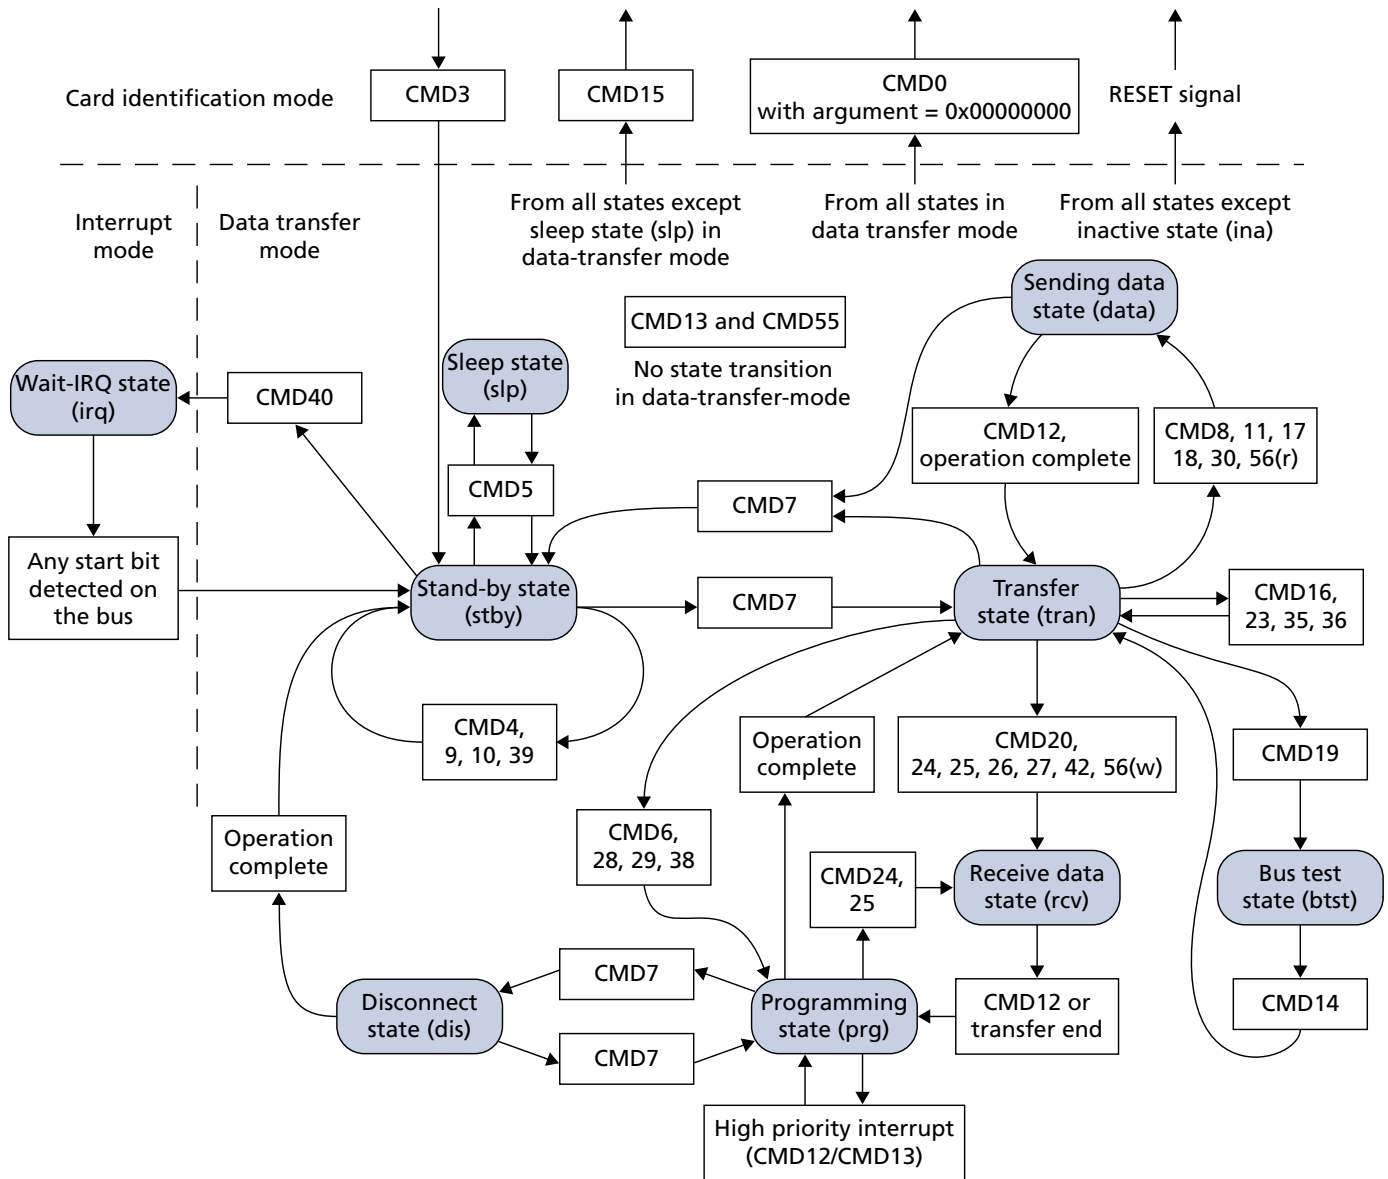 Card identification mode
CMD3
CMD15
CMD0
with argument = 0x00000000
RESET signal
Interrupt
mode
Data transfer
mode
From all states except
sleep state (slp) in
data-transfer mode
From all states in
data transfer mode
From all states except
inactive state (ina)
CMD13 and CMD55
No state transition
in data-transfer-mode
Sending data
state (data)
Wait-IRQ state
(irq)
CMD40
Sleep state
(slp)
CMD5
CMD12,
operation complete
CMD8, 11, 17
18, 30, 56(r)
CMD7
Any start bit
detected on
the bus
Stand-by state
(stby)
CMD7
Transfer
state (tran)
CMD16,
23, 35, 36
CMD4,
9, 10, 39
Operation
complete
CMD20,
24, 25, 26, 27, 42, 56(w)
CMD19
Operation
complete
CMD6,
28, 29, 38
CMD24,
25
Receive data
state (rcv)
Bus test
state (btst)
CMD7
Disconnect
state (dis)
CMD7
Programming
state (prg)
CMD12 or
transfer end
CMD14
High priority interrupt
(CMD12/CMD13)